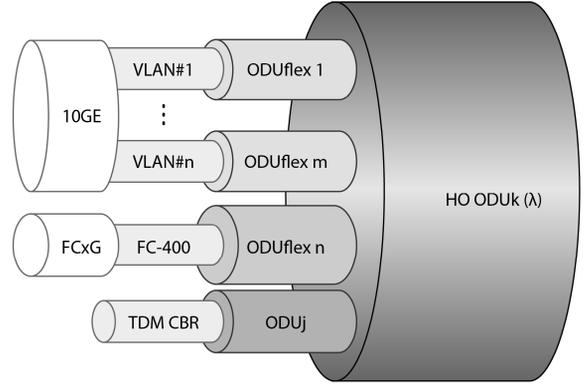 VLAN#1
ODUflex 1
10GE
VLAN#n
ODUflex m
HO ODUk (λ)
FCxG
FC-400
ODUflex n
TDM CBR
ODUj